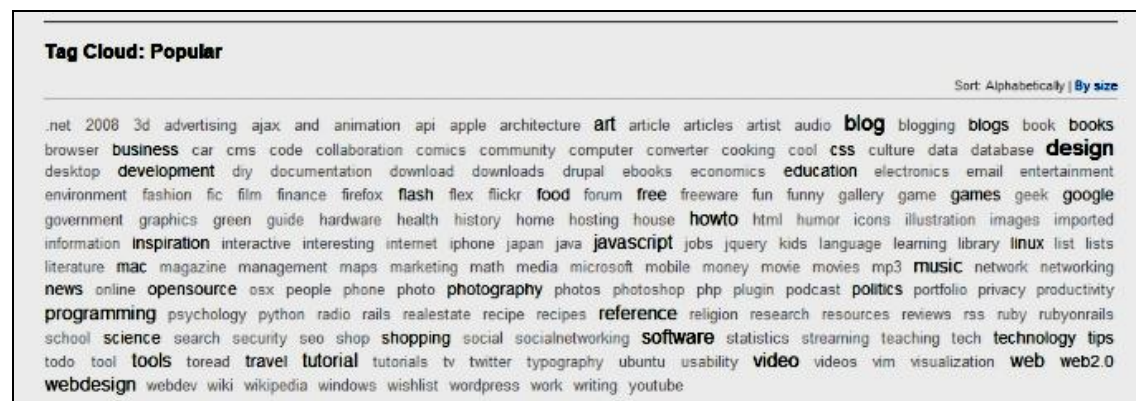 Tag Cloud: Popular
Sort: Alphabetically | By size
.net 2008 3d advertising ajax and animation api apple architecture art article articles artist audio blog blogging blogs book books
browser business car cms code collaboration comics community computer converter cooking cool css culture data database design
desktop development diy documentation download downloads drupal ebooks economics education electronics email entertainment
environment fashion fic film finance firefox flash flex flickr food forum free freeware fun funny gallery game games geek google
government graphics green guide hardware health history home hosting house howto html humor icons illustration images imported
information inspiration interactive interesting internet iphone japan java javascript jobs jquery kids language learning library linux list lists
literature mac magazine management maps marketing math media microsoft mobile money movie movies mp3 music network networking
news online opensource osx people phone photo photography photos photoshop php plugin podcast politics portfolio privacy productivity
programming psychology python radio rails realestate recipe recipes reference religion research resources reviews rss ruby rubyonrails
school science search security seo shop shopping social socialnetworking software statistics streaming teaching tech technology tips
todo tool tools toread travel tutorial tutorials tv twitter typography ubuntu usability video videos vim visualization web web2.0
webdesign webdev wiki wikipedia windows wishlist wordpress work writing youtube